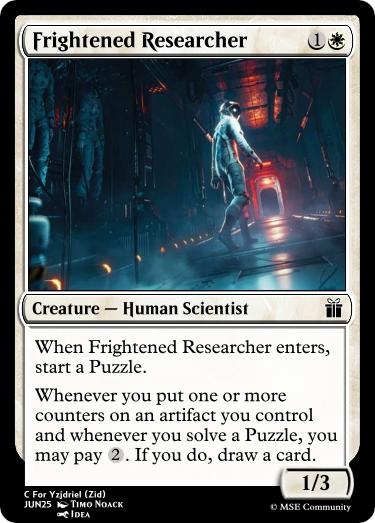 Frightened Researcher 1
Creature — Human Scientist
When Frightened Researcher enters,
start a Puzzle.
Whenever you put one or more
counters on an artifact you control
and whenever you solve a Puzzle, you
may pay 2. If you do, draw a card.
1/3
C For Yzjdriel (Zid)
JUN25 Timo Noack
Idea
© MSE Community